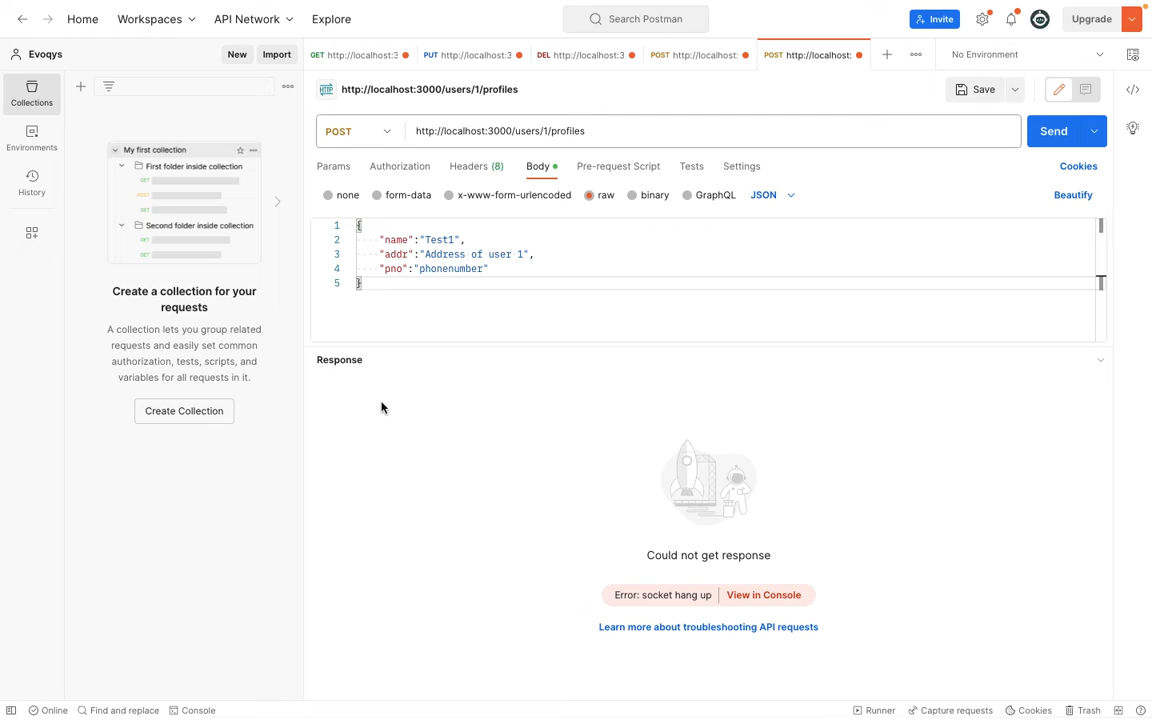 Home Workspaces API Network Explore Search Postman Invite Upgrade
Evoqys New Import GET http://localhost:3 PUT http://localhost:3 DEL http://localhost:3 POST http://localhost: POST http://localhost: No Environment
Collections
Environments
History
My first collection
First folder inside collection
GET
POST
GET
Second folder inside collection
GET
GET
Create a collection for your
requests
A collection lets you group related
requests and easily set common
authorization, tests, scripts, and
variables for all requests in it.
Create Collection
HTTP http://localhost:3000/users/1/profiles Save
POST http://localhost:3000/users/1/profiles Send
Params Authorization Headers (8) Body Pre-request Script Tests Settings Cookies
none form-data x-www-form-urlencoded raw binary GraphQL JSON Beautify
1 {
2 "name":"Test1",
3 "addr":"Address of user 1",
4 "pno":"phonenumber"
5 }
Response
Could not get response
Error: socket hang up View in Console
Learn more about troubleshooting API requests
Online Find and replace Console Runner Capture requests Cookies Trash